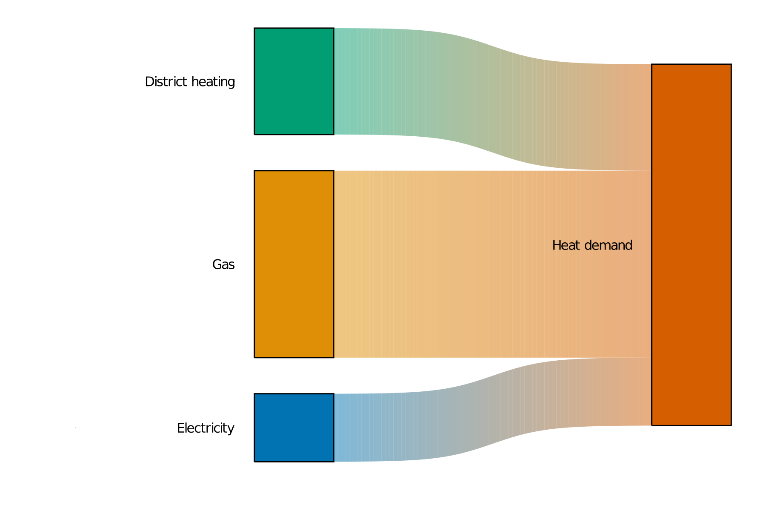 District heating
Gas
Heat demand
Electricity